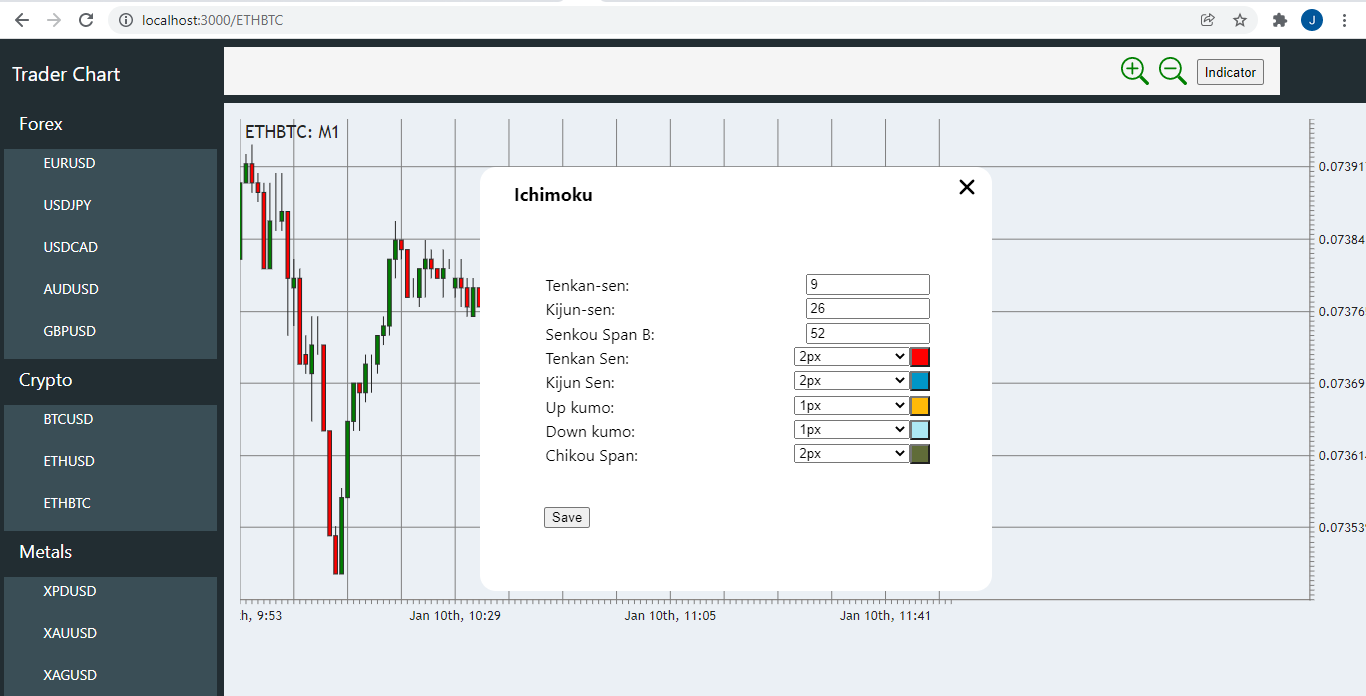 localhost:3000/ETHBTC
J
Trader Chart
Indicator
Forex
EURUSD
USDJPY
USDCAD
AUDUSD
GBPUSD
Crypto
BTCUSD
ETHUSD
ETHBTC
Metals
XPDUSD
XAUUSD
XAGUSD
ETHBTC: M1
Ichimoku
Tenkan-sen: 9
Kijun-sen: 26
Senkou Span B: 52
Tenkan Sen: 2px
Kijun Sen: 2px
Up kumo: 1px
Down kumo: 1px
Chikou Span: 2px
Save
0.07391
0.07384
0.07376
0.07369
0.07361
0.07353
h, 9:53
Jan 10th, 10:29
Jan 10th, 11:05
Jan 10th, 11:41